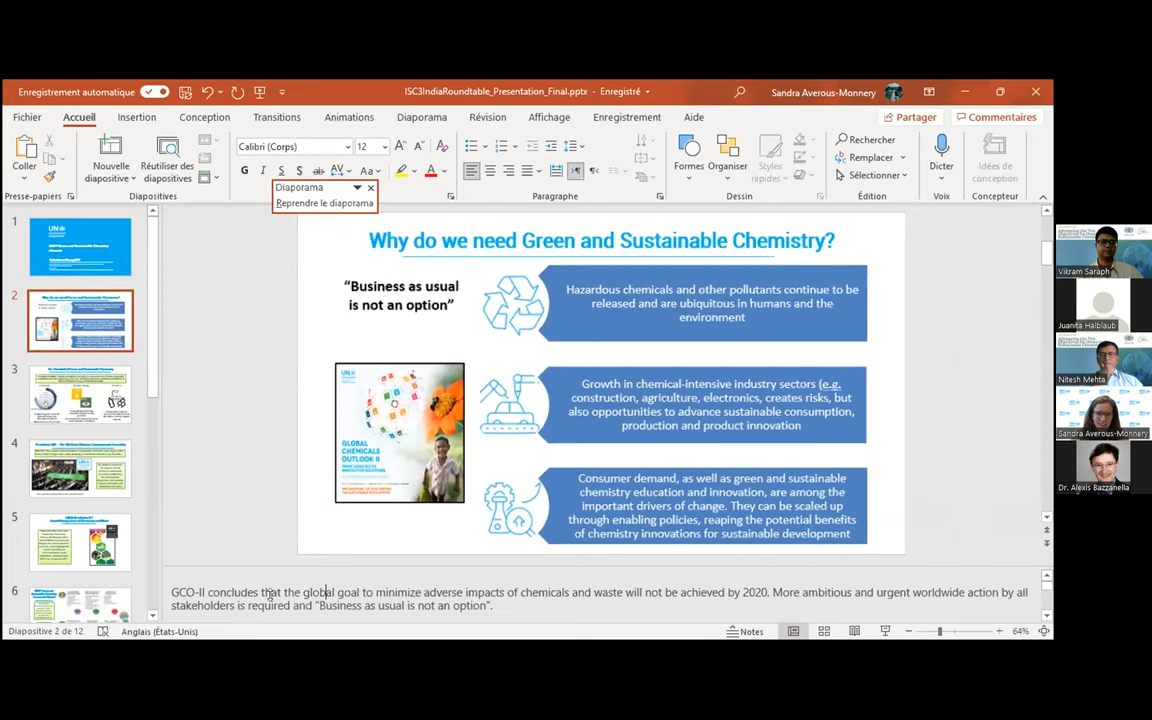 Enregistrement automatique
ISC3IndiaRoundtable_Presentation_Final.pptx - Enregistré
Sandra Averous-Monnery
Fichier Accueil Insertion Conception Transitions Animations Diaporama Révision Affichage Enregistrement Aide
Partager Commentaires
Coller
Nouvelle diapositive
Réutiliser des diapositives
Calibri (Corps) 12
G I S S ab AV Aa
Formes Organiser Styles rapides
Rechercher
Remplacer
Sélectionner
Dicter
Idées de conception
Presse-papiers Diapositives Dessin Édition Voix Concepteur
Diaporama
Reprendre le diaporama
1
2
3
4
5
6
Why do we need Green and Sustainable Chemistry?
“Business as usual
is not an option”
Hazardous chemicals and other pollutants continue to be
released and are ubiquitous in humans and the
environment
GLOBAL
CHEMICALS
OUTLOOK II
Growth in chemical-intensive industry sectors (e.g.
construction, agriculture, electronics, creates risks, but
also opportunities to advance sustainable consumption,
production and product innovation
Consumer demand, as well as green and sustainable
chemistry education and innovation, are among the
important drivers of change. They can be scaled up
through enabling policies, reaping the potential benefits
of chemistry innovations for sustainable development
GCO-II concludes that the global goal to minimize adverse impacts of chemicals and waste will not be achieved by 2020. More ambitious and urgent worldwide action by all
stakeholders is required and "Business as usual is not an option".
Diapositive 2 de 12 Anglais (États-Unis) Notes 64%
Vikram Saraph
Juanita Halblaub
Nitesh Mehta
Sandra Averous-Monnery
Dr. Alexis Bazzanella